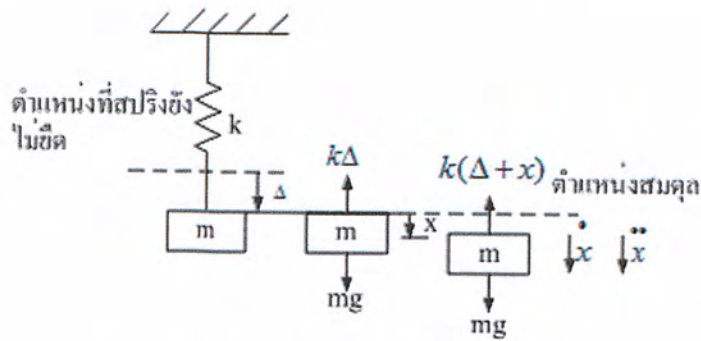 ตำแหน่งที่สปริงยัง
ไม่ยืด
k
Δ
m
kΔ
m
mg
x
k(Δ+x)
ตำแหน่งสมดุล
m
mg
ẋ
ẍ